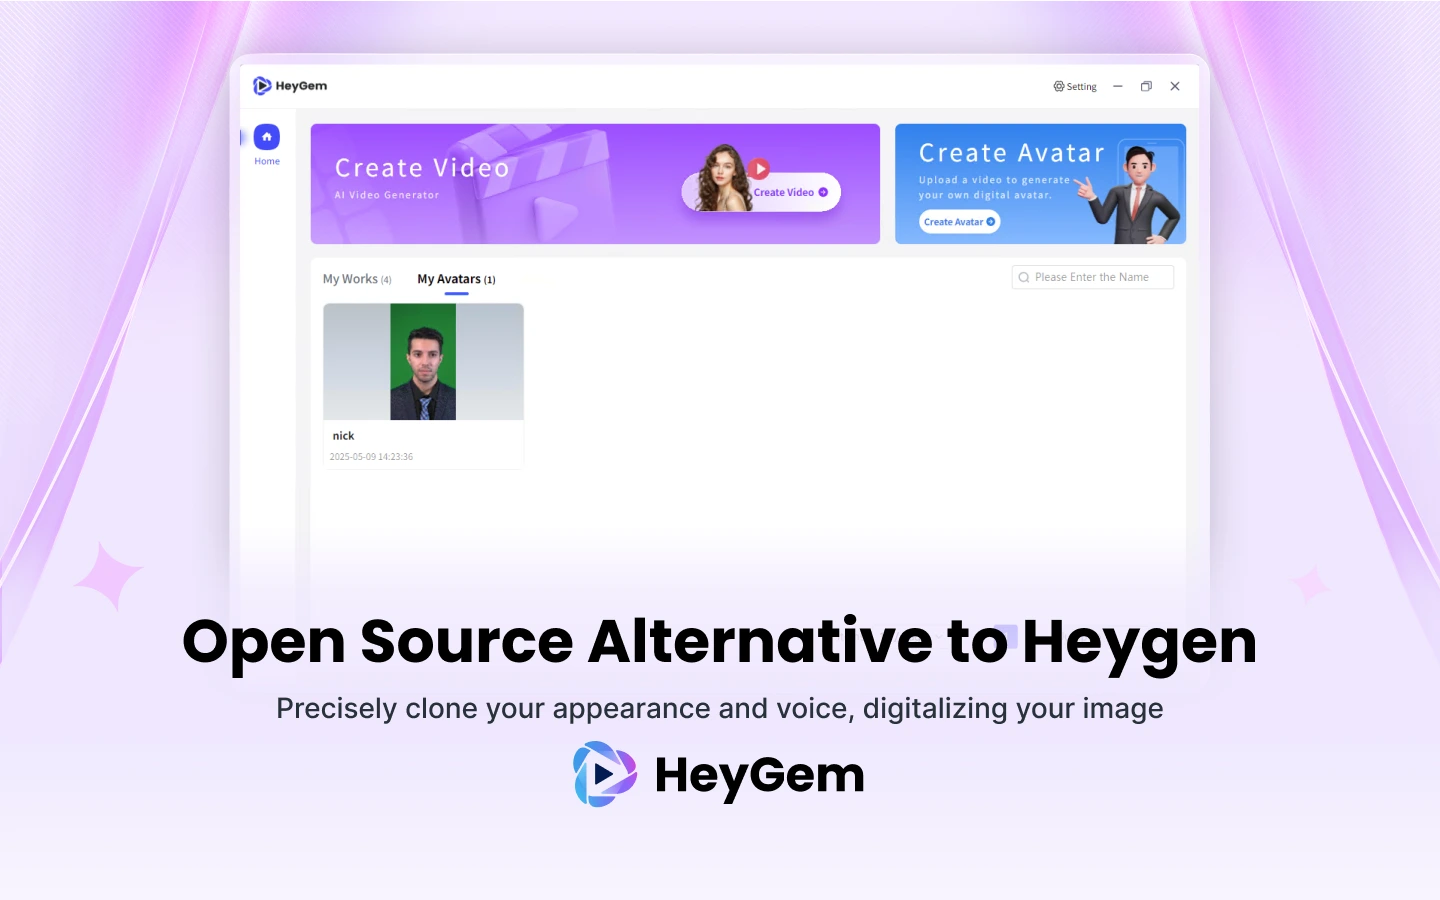 HeyGem
Setting
Home
Create Video
AI Video Generator
Create Video
Create Avatar
Upload a video to generate
your own digital avatar.
Create Avatar
My Works (4)
My Avatars (1)
Please Enter the Name
nick
2025-05-09 14:23:36
Open Source Alternative to Heygen
Precisely clone your appearance and voice, digitalizing your image
HeyGem